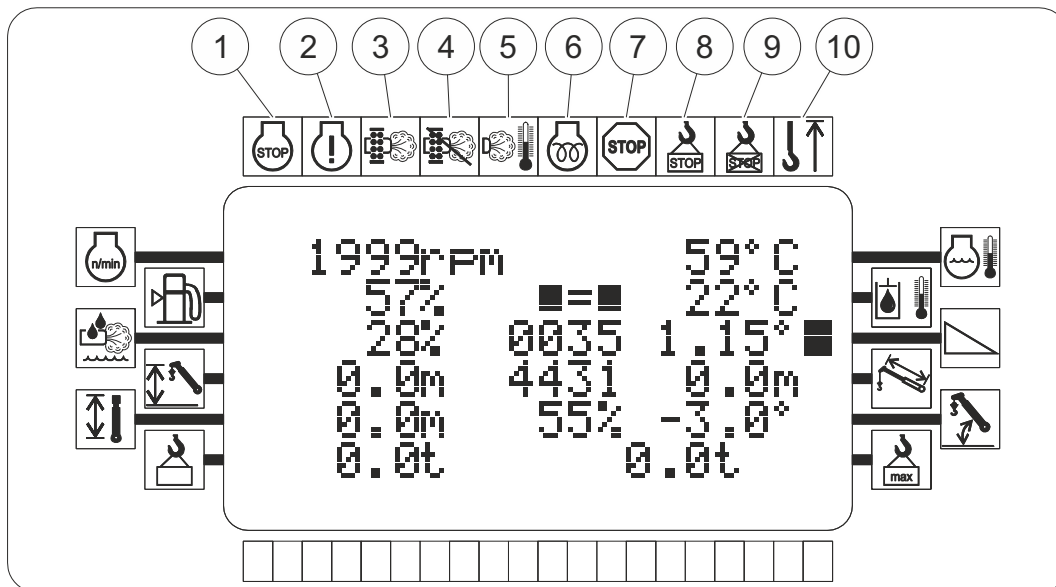 1 2 3 4 5 6 7 8 9 10
STOP ! STOP STOP STOP
n/min
1999rpm 59°C
57% = 22°C
28% 0035 1.15°
0.0m 4431 0.0m
0.0m 55% -3.0°
0.0t 0.0t
max